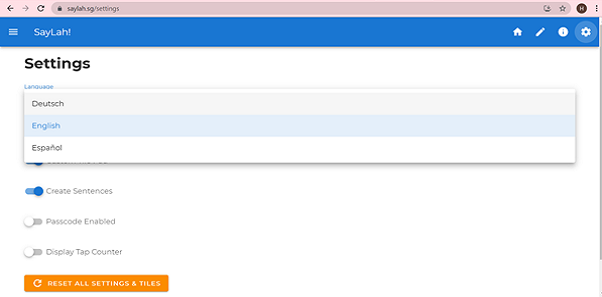 saylah.sg/settings
H
SayLah!
Settings
Language
Deutsch
English
Español
Create Sentences
Passcode Enabled
Display Tap Counter
RESET ALL SETTINGS & TILES